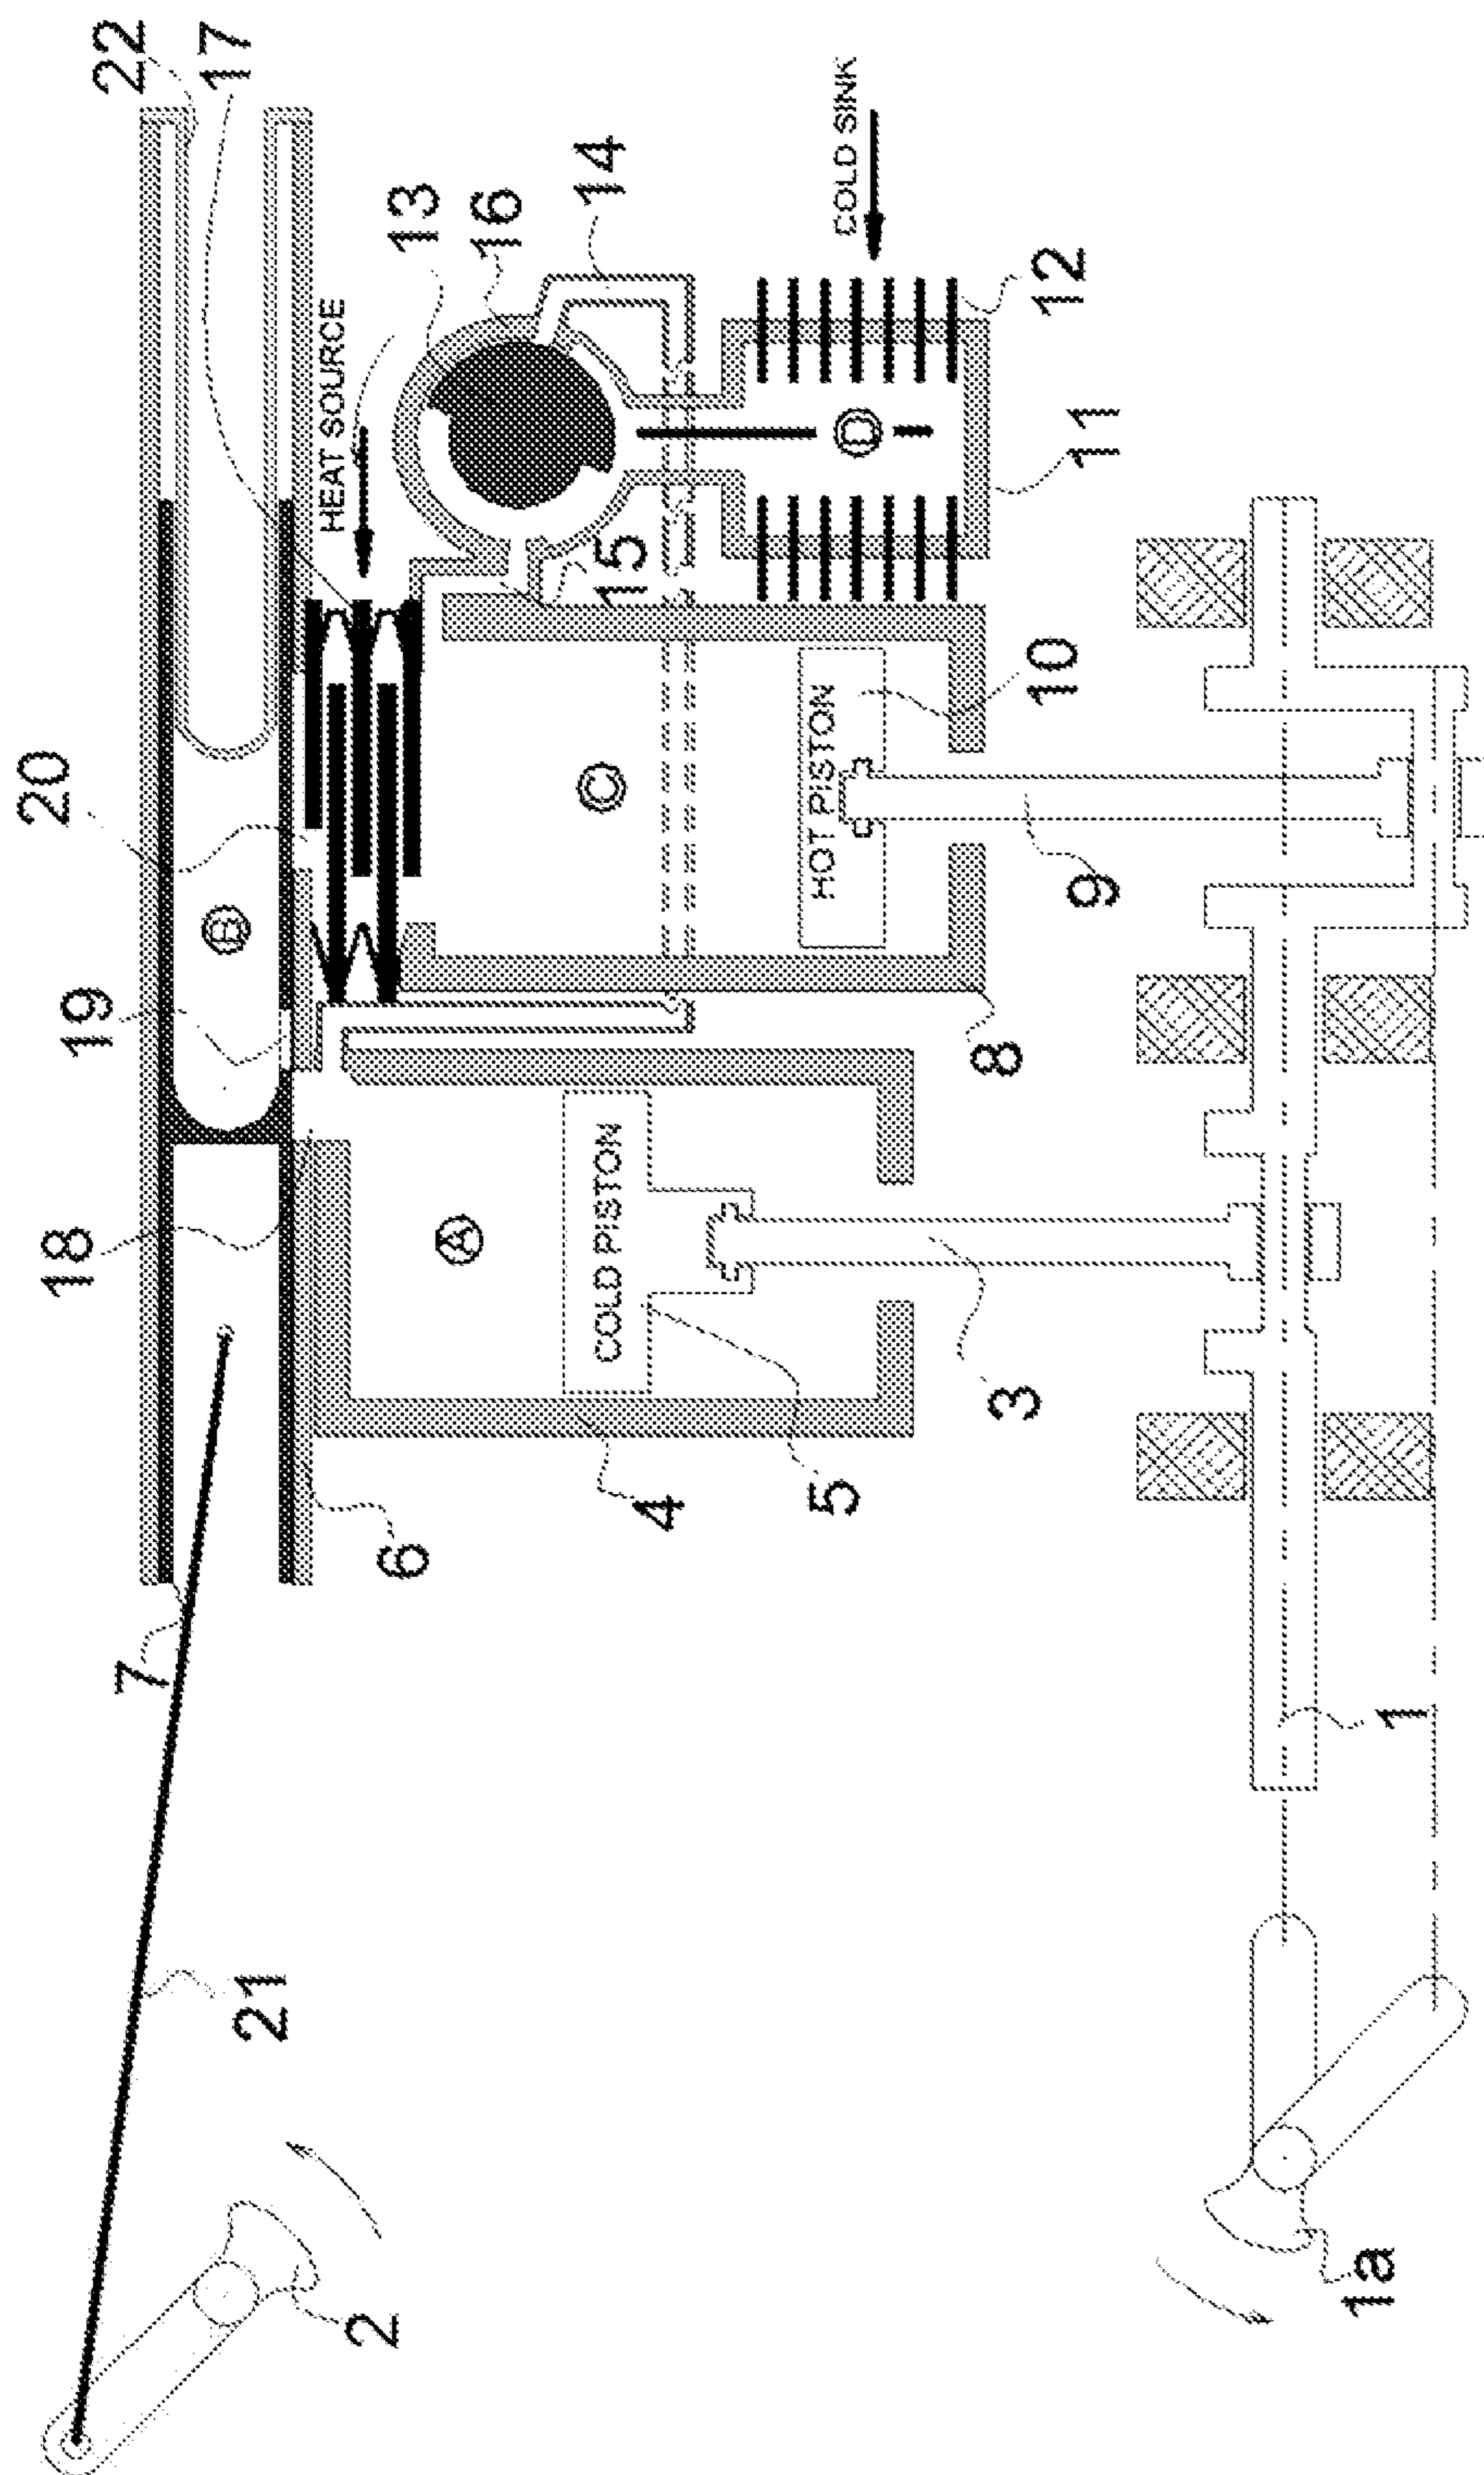 22
17
20
19
18
HEAT SOURCE
13
16
14
COLD SINK
12
11
15
B
D
C
A
HOT PISTON
10
9
8
COLD PISTON
3
5
4
6
7
21
2
1
1a